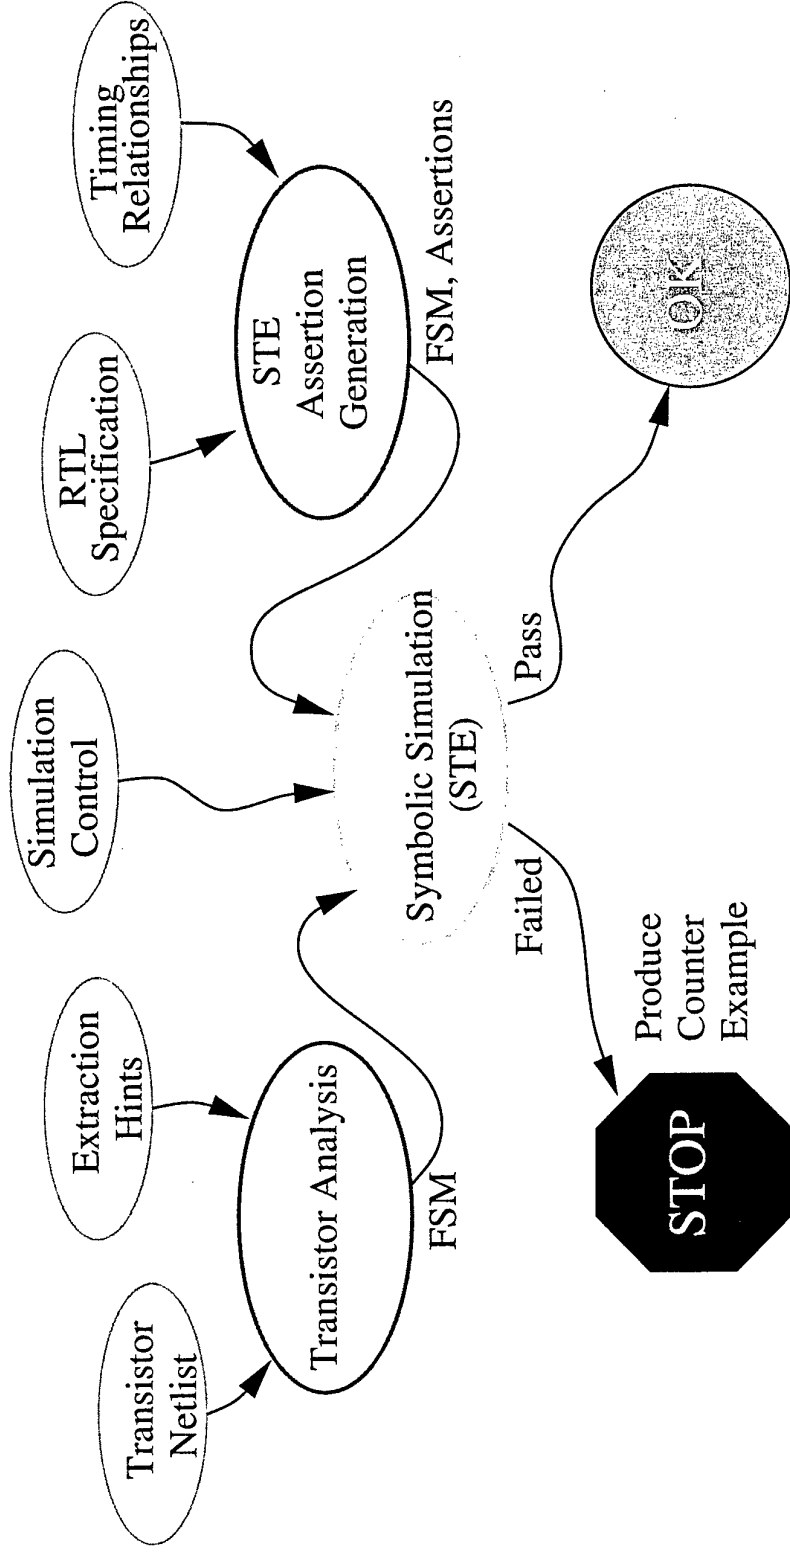 Transistor
Netlist
Extraction
Hints
Simulation
Control
RTL
Specification
Timing
Relationships
Transistor Analysis
STE
Assertion
Generation
FSM
FSM, Assertions
Symbolic Simulation
(STE)
Failed
Pass
STOP
Produce
Counter
Example
OK